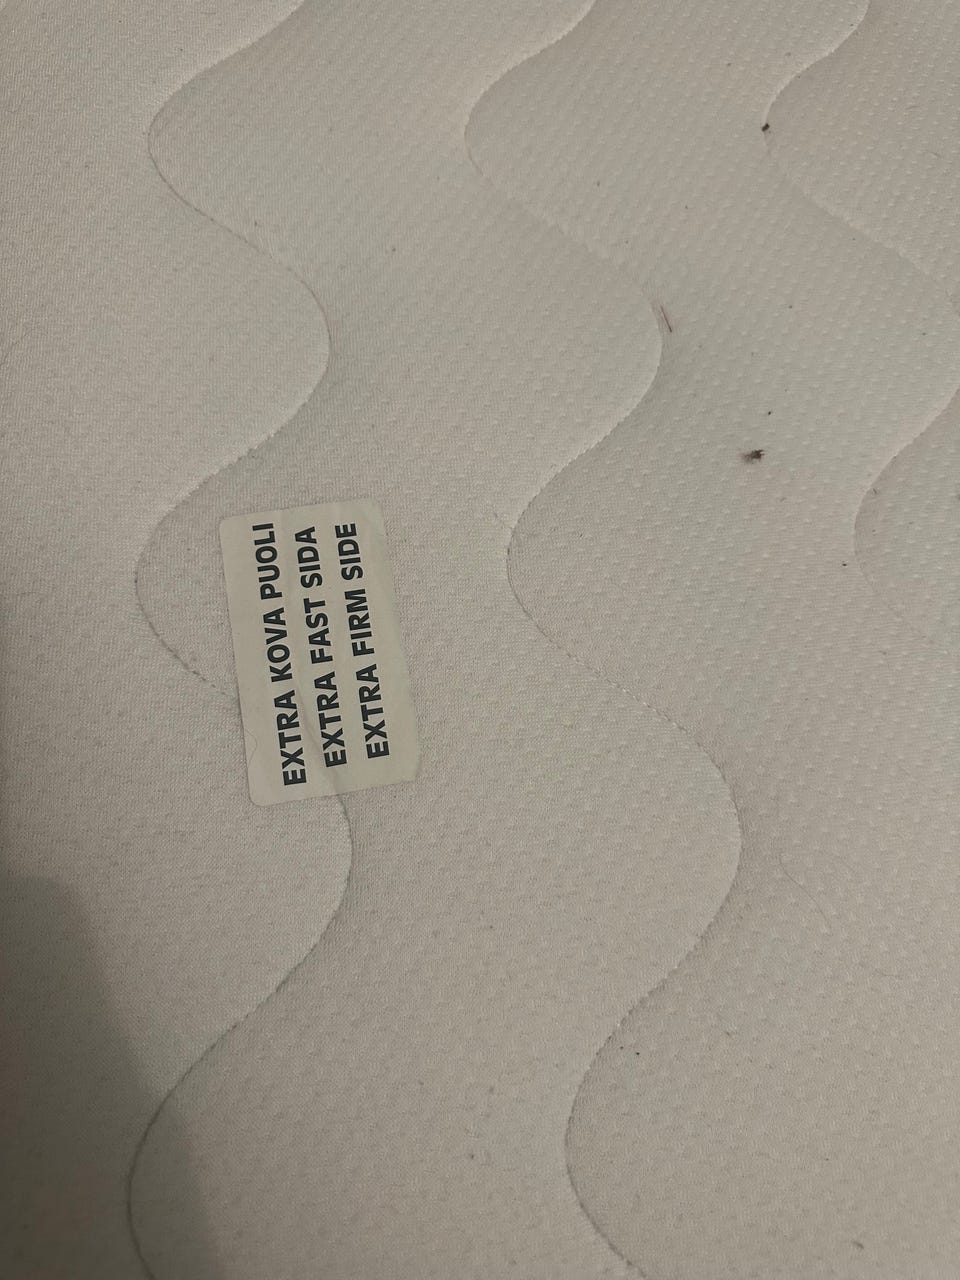 EXTRA KOVA PUOLI
EXTRA FAST SIDA
EXTRA FIRM SIDE